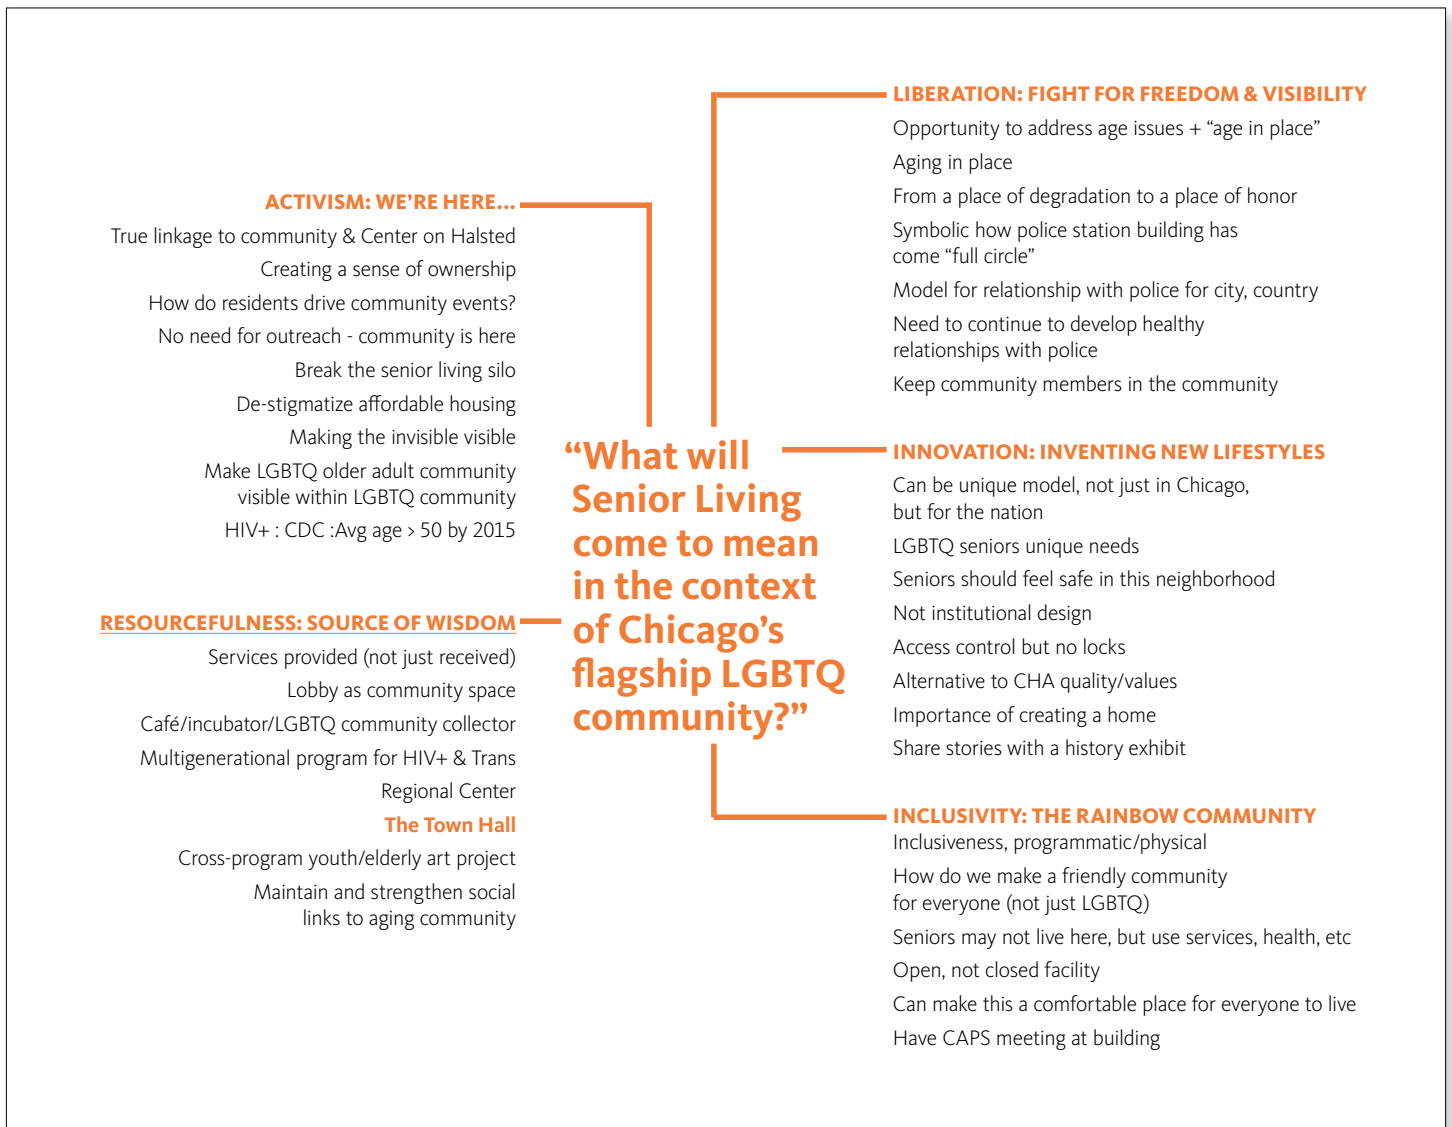 ACTIVISM: WE’RE HERE...
True linkage to community & Center on Halsted
Creating a sense of ownership
How do residents drive community events?
No need for outreach - community is here
Break the senior living silo
De-stigmatize affordable housing
Making the invisible visible
Make LGBTQ older adult community
visible within LGBTQ community
HIV+ : CDC :Avg age > 50 by 2015
RESOURCEFULNESS: SOURCE OF WISDOM
Services provided (not just received)
Lobby as community space
Café/incubator/LGBTQ community collector
Multigenerational program for HIV+ & Trans
Regional Center
The Town Hall
Cross-program youth/elderly art project
Maintain and strengthen social
links to aging community
“What will
Senior Living
come to mean
in the context
of Chicago’s
flagship LGBTQ
community?”
LIBERATION: FIGHT FOR FREEDOM & VISIBILITY
Opportunity to address age issues + “age in place”
Aging in place
From a place of degradation to a place of honor
Symbolic how police station building has
come “full circle”
Model for relationship with police for city, country
Need to continue to develop healthy
relationships with police
Keep community members in the community
INNOVATION: INVENTING NEW LIFESTYLES
Can be unique model, not just in Chicago,
but for the nation
LGBTQ seniors unique needs
Seniors should feel safe in this neighborhood
Not institutional design
Access control but no locks
Alternative to CHA quality/values
Importance of creating a home
Share stories with a history exhibit
INCLUSIVITY: THE RAINBOW COMMUNITY
Inclusiveness, programmatic/physical
How do we make a friendly community
for everyone (not just LGBTQ)
Seniors may not live here, but use services, health, etc
Open, not closed facility
Can make this a comfortable place for everyone to live
Have CAPS meeting at building